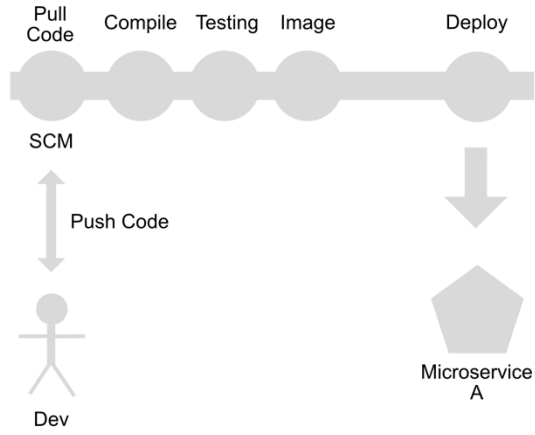 Pull
Code
Compile
Testing
Image
Deploy
SCM
Push Code
Microservice
A
Dev